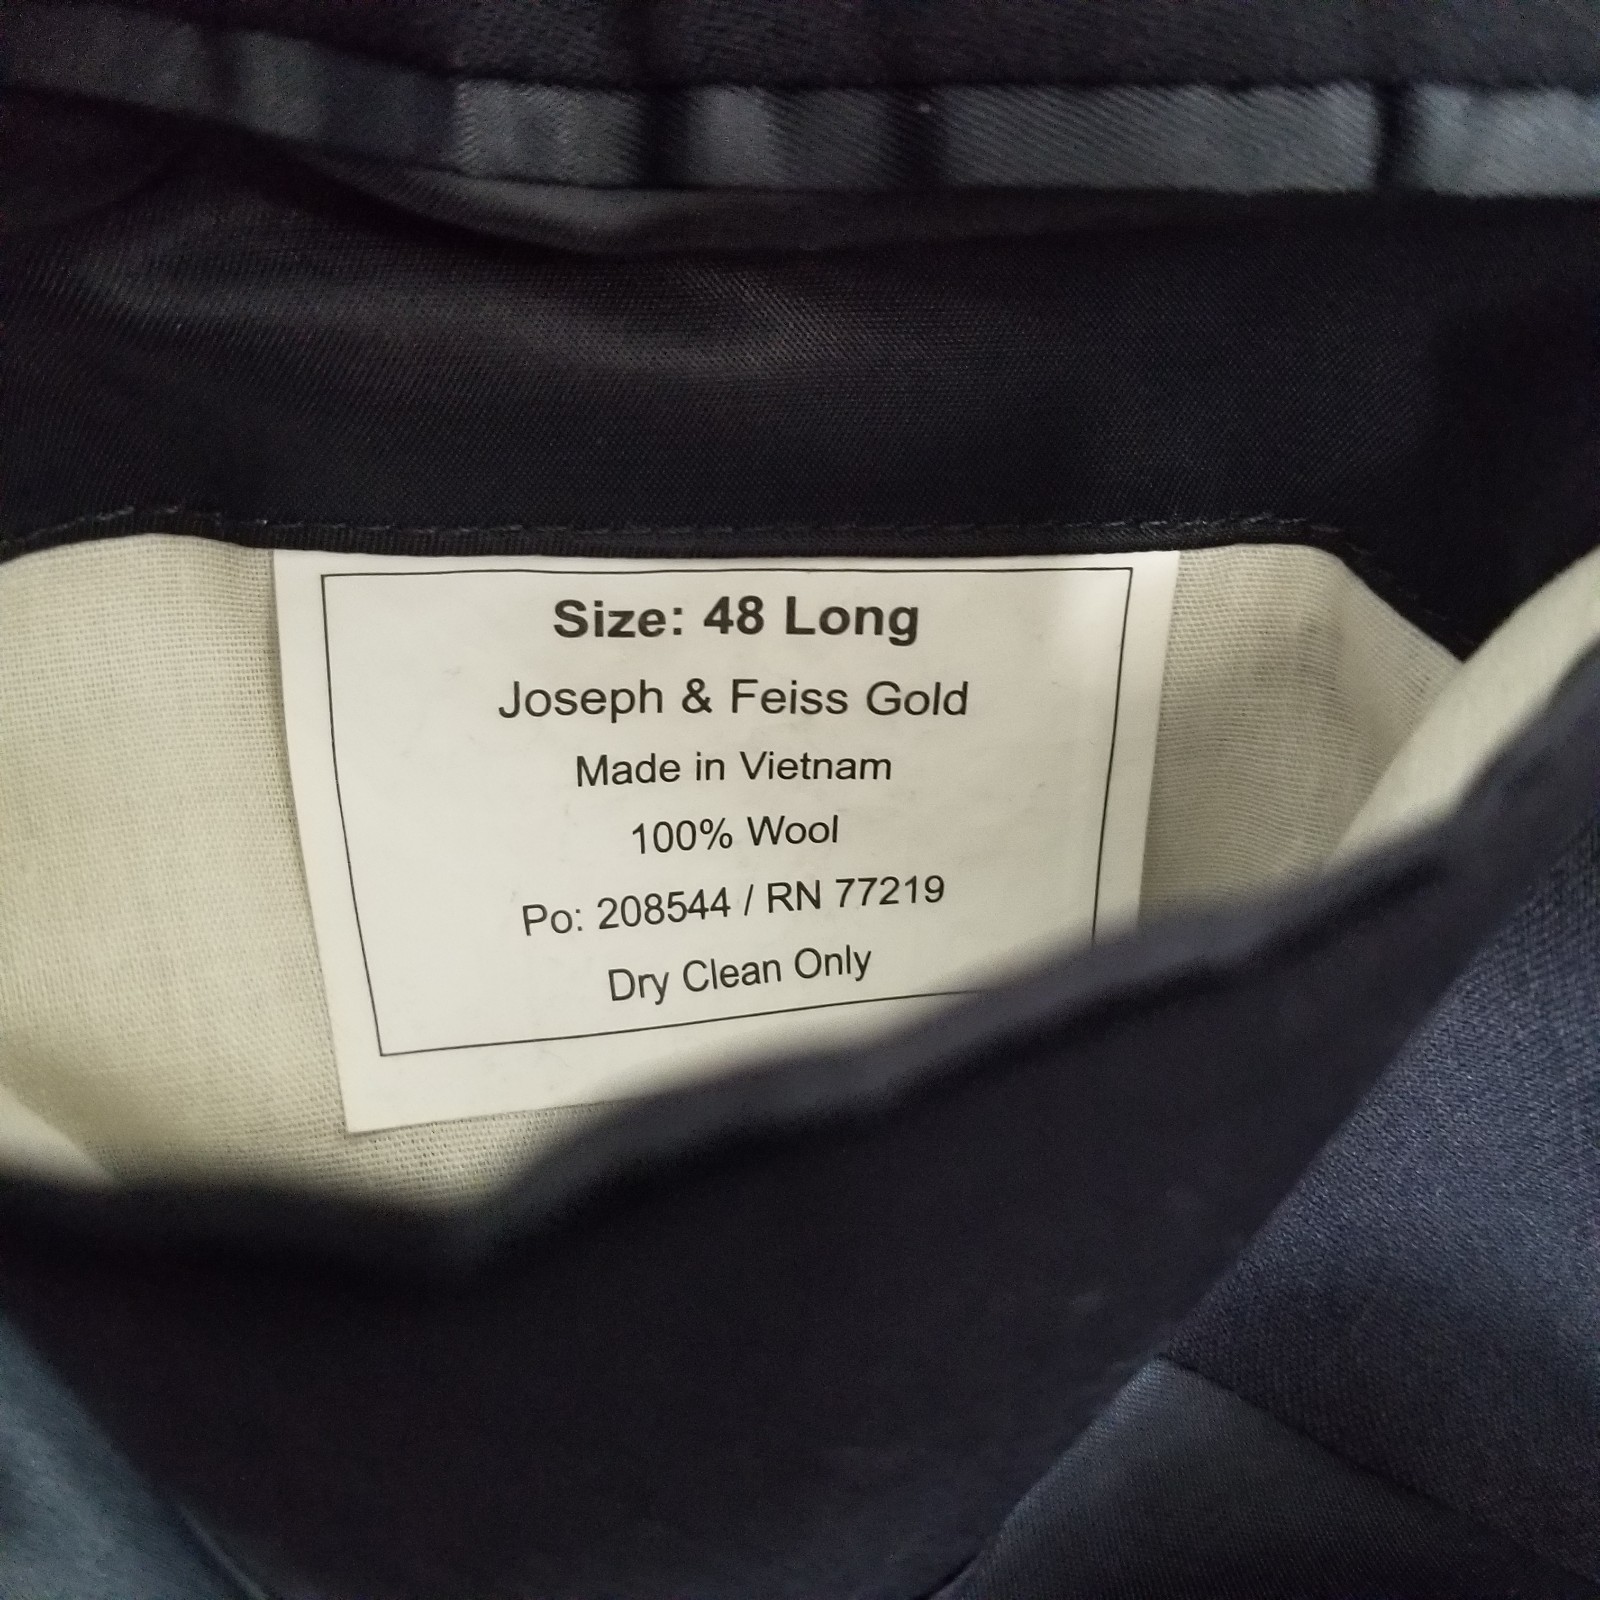 Size: 48 Long
Joseph & Feiss Gold
Made in Vietnam
100% Wool
Po: 208544 / RN 77219
Dry Clean Only